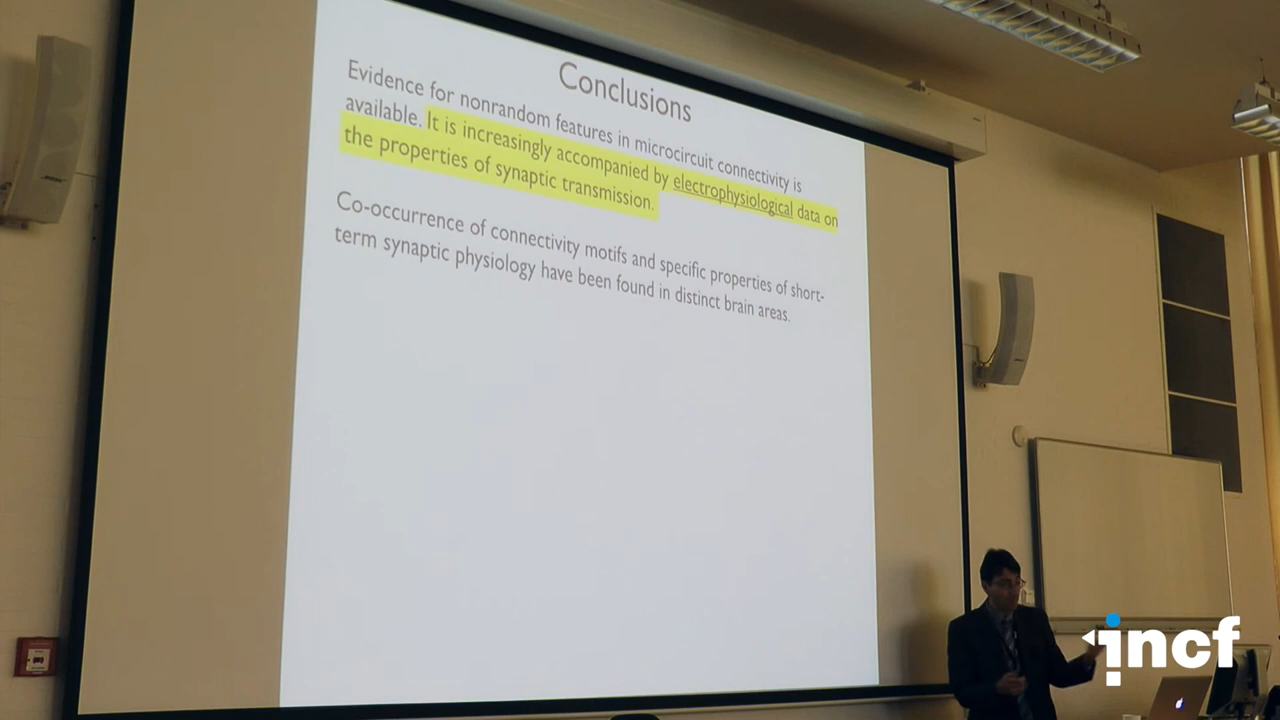 Conclusions
Evidence for nonrandom features in microcircuit connectivity is
available. It is increasingly accompanied by electrophysiological data on
the properties of synaptic transmission.
Co-occurrence of connectivity motifs and specific properties of short-
term synaptic physiology have been found in distinct brain areas.
incf